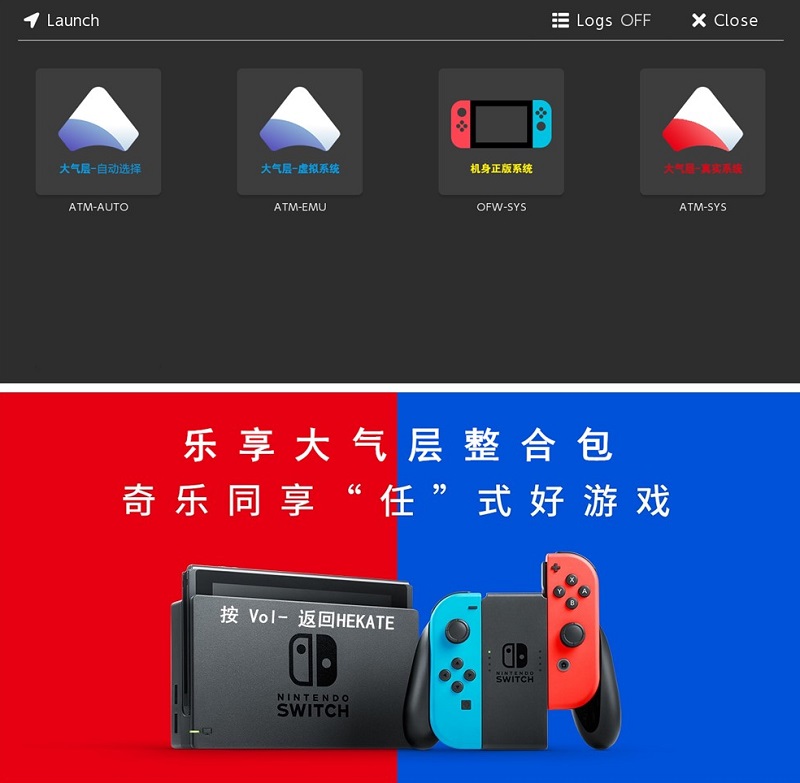 Launch
Logs OFF
Close
大气层-自动选择
大气层-虚拟系统
机身正版系统
大气层-真实系统
ATM-AUTO
ATM-EMU
OFW-SYS
ATM-SYS
乐享大气层整合包
奇乐同享“任”式好游戏
按 Vol- 返回HEKATE
NINTENDO
SWITCH
X
Y
A
B
NINTENDO
SWITCH